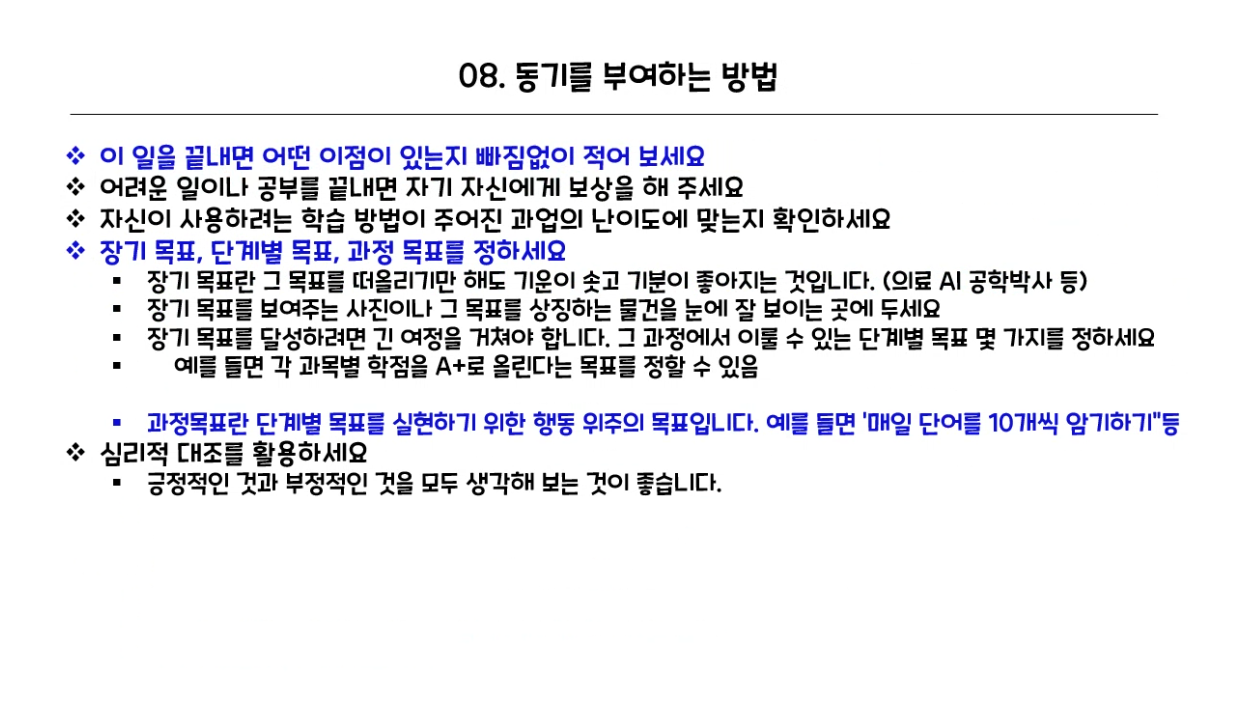 08. 동기를 부여하는 방법
❖ 이 일을 끝내면 어떤 이점이 있는지 빠짐없이 적어 보세요
❖ 어려운 일이나 공부를 끝내면 자기 자신에게 보상을 해 주세요
❖ 자신이 사용하려는 학습 방법이 주어진 과업의 난이도에 맞는지 확인하세요
❖ 장기 목표, 단계별 목표, 과정 목표를 정하세요
▪ 장기 목표란 그 목표를 떠올리기만 해도 기운이 솟고 기분이 좋아지는 것입니다. (의료 AI 공학박사 등)
▪ 장기 목표를 보여주는 사진이나 그 목표를 상징하는 물건을 눈에 잘 보이는 곳에 두세요
▪ 장기 목표를 달성하려면 긴 여정을 거쳐야 합니다. 그 과정에서 이룰 수 있는 단계별 목표 몇 가지를 정하세요
▪ 예를 들면 각 과목별 학점을 A+로 올린다는 목표를 정할 수 있음
▪ 과정목표란 단계별 목표를 실현하기 위한 행동 위주의 목표입니다. 예를 들면 '매일 단어를 10개씩 암기하기"등
❖ 심리적 대조를 활용하세요
▪ 긍정적인 것과 부정적인 것을 모두 생각해 보는 것이 좋습니다.